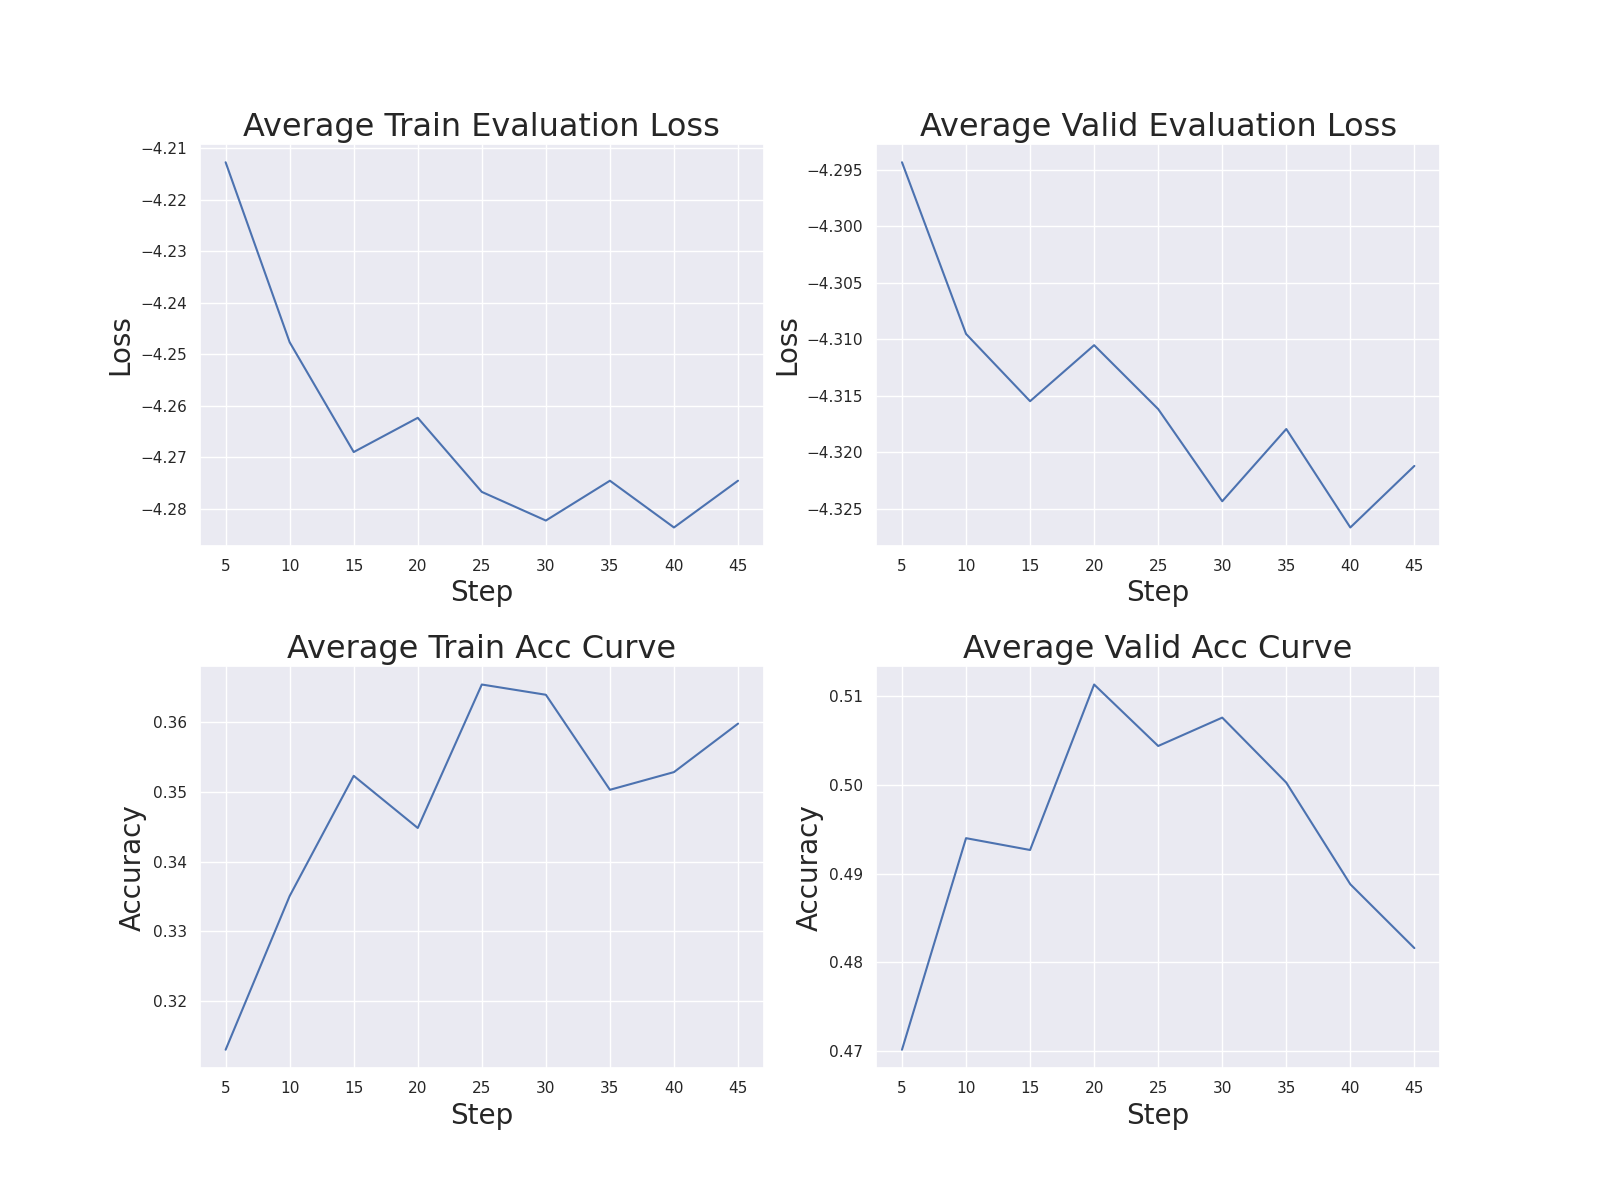 Average Train Evaluation Loss
−4.21
−4.22
−4.23
−4.24
−4.25
−4.26
−4.27
−4.28
Loss
5 10 15 20 25 30 35 40 45
Step
Average Valid Evaluation Loss
−4.295
−4.300
−4.305
−4.310
−4.315
−4.320
−4.325
Loss
5 10 15 20 25 30 35 40 45
Step
Average Train Acc Curve
0.36
0.35
0.34
0.33
0.32
Accuracy
5 10 15 20 25 30 35 40 45
Step
Average Valid Acc Curve
0.51
0.50
0.49
0.48
0.47
Accuracy
5 10 15 20 25 30 35 40 45
Step